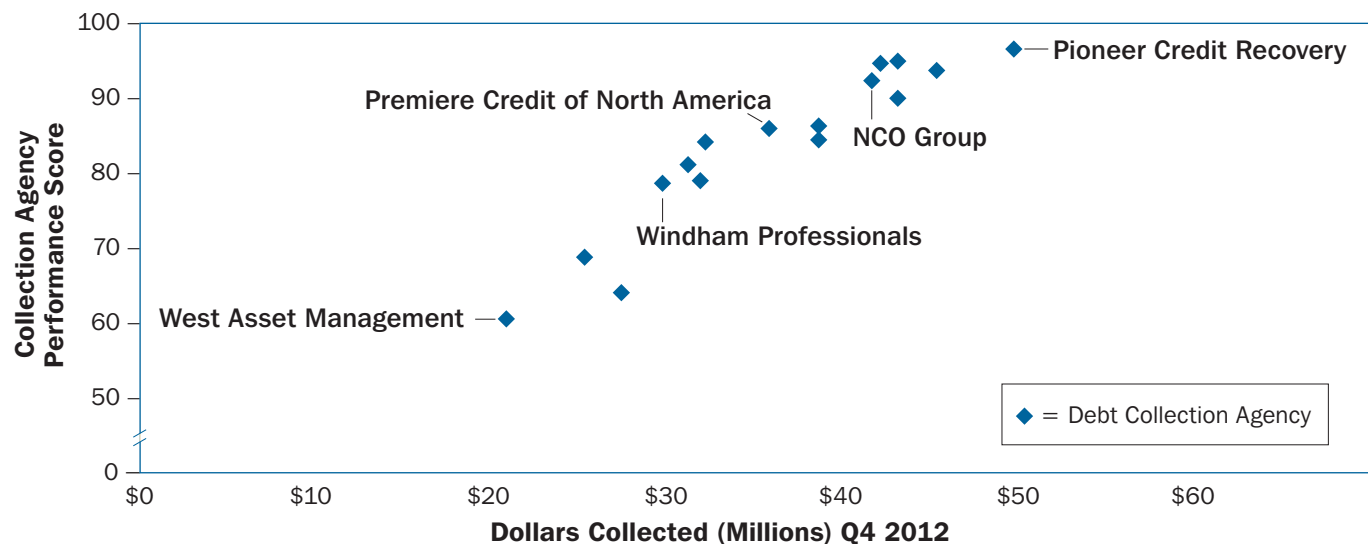 Collection Agency
Performance Score
100
90
80
70
60
50
0
Pioneer Credit Recovery
Premiere Credit of North America
NCO Group
Windham Professionals
West Asset Management
= Debt Collection Agency
$0 $10 $20 $30 $40 $50 $60
Dollars Collected (Millions) Q4 2012